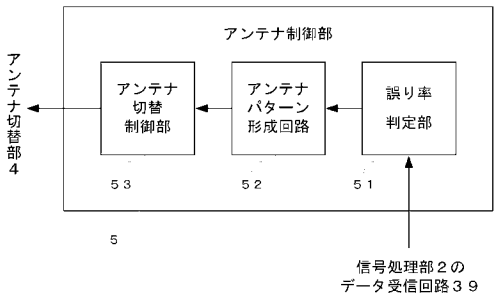 アンテナ制御部
アンテナ切替部4
アンテナ
切替
制御部
アンテナ
パターン
形成回路
誤り率
判定部
53
52
51
5
信号処理部2の
データ受信回路39